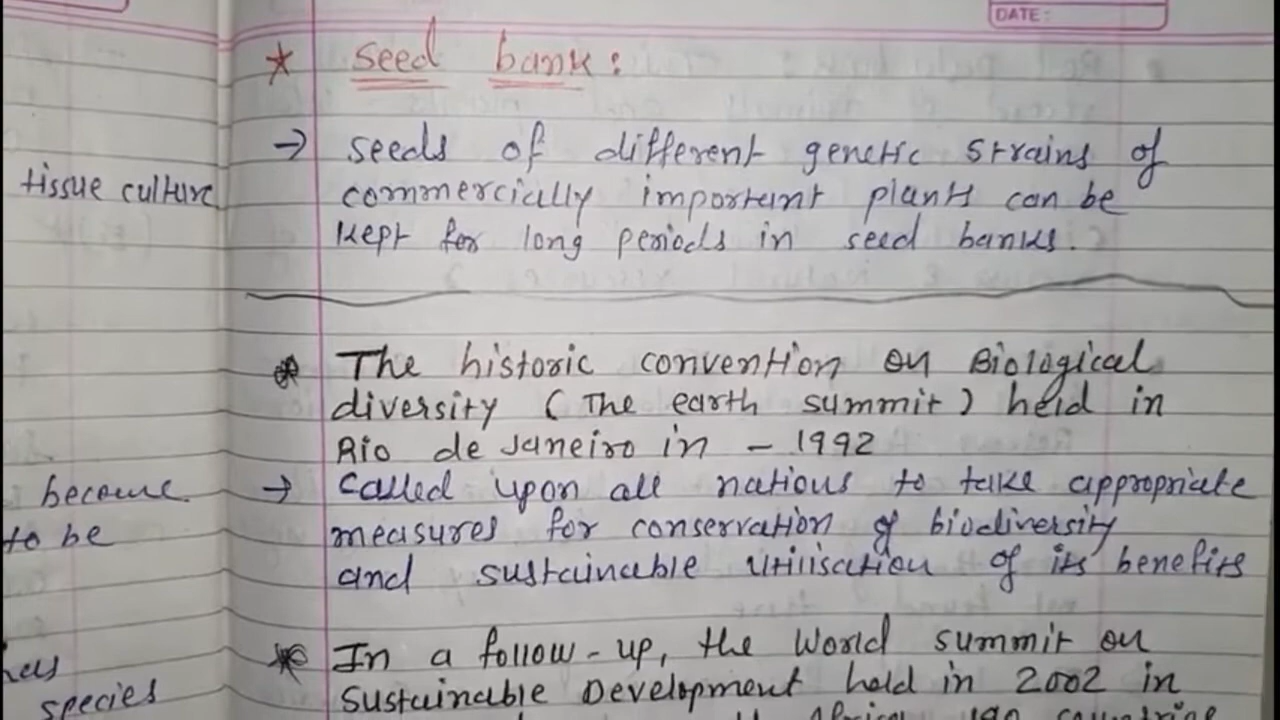 DATE:
★ seed bank:
→ seeds of different genetic strains of
tissue culture
commercially important plants can be
kept for long periods in seed banks.
The historic convention on Biological
diversity (The earth summit) held in
Rio de Janeiro in – 1992
become
→ called upon all nations to take appropriate
to be
measures for conservation of biodiversity
and sustainable utilisation of its benefits
In a follow-up, the World summit on
species
Sustainable Development held in 2002 in
Africa, 190 countries